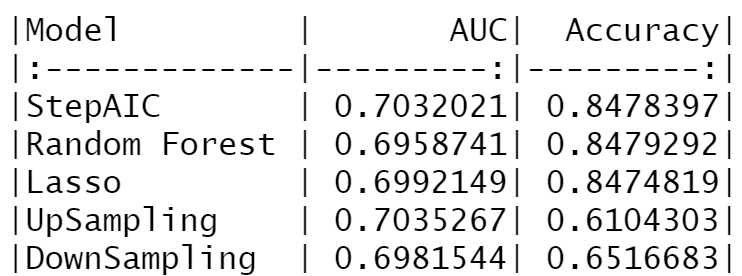 |Model         |       AUC|  Accuracy|
|:-------------|---------:|---------:|
|StepAIC       | 0.7032021| 0.8478397|
|Random Forest | 0.6958741| 0.8479292|
|Lasso         | 0.6992149| 0.8474819|
|UpSampling    | 0.7035267| 0.6104303|
|DownSampling  | 0.6981544| 0.6516683|